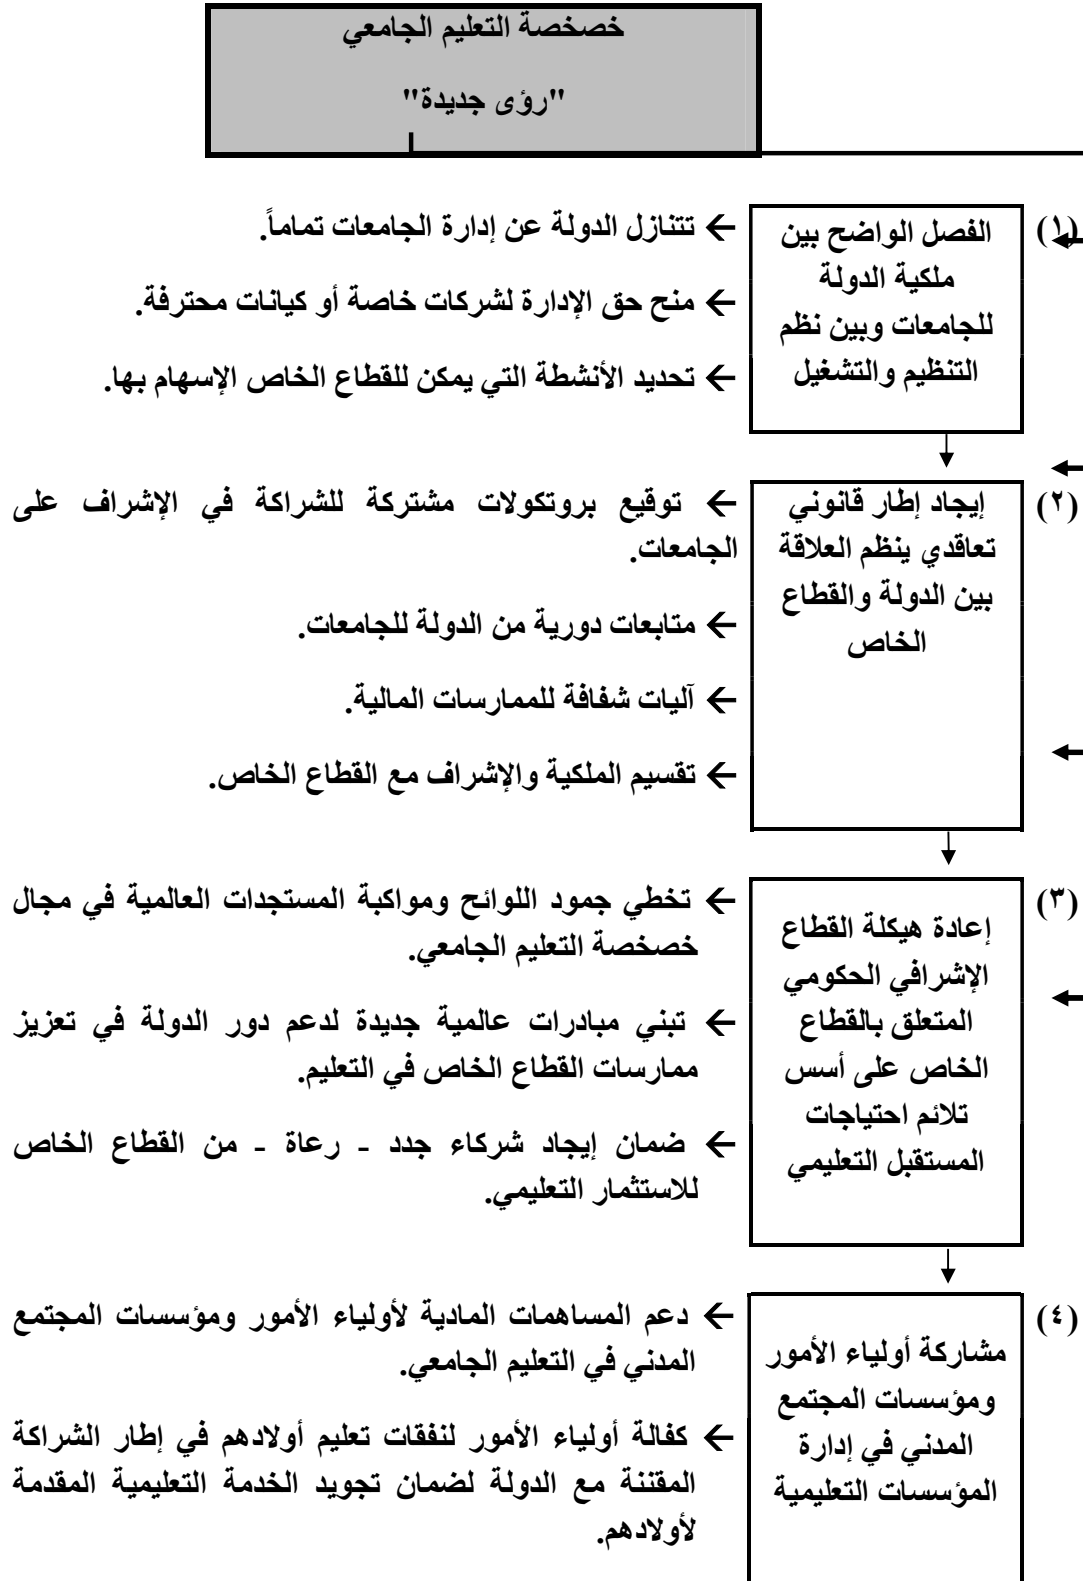 خصخصة التعليم الجامعي
"رؤى جديدة"
(١)
الفصل الواضح بين
ملكية الدولة
للجامعات وبين نظم
التنظيم والتشغيل
← تتنازل الدولة عن إدارة الجامعات تماماً.
← منح حق الإدارة لشركات خاصة أو كيانات محترفة.
← تحديد الأنشطة التي يمكن للقطاع الخاص الإسهام بها.
(٢)
إيجاد إطار قانوني
تعاقدي ينظم العلاقة
بين الدولة والقطاع
الخاص
← توقيع بروتكولات مشتركة للشراكة في الإشراف على
الجامعات.
← متابعات دورية من الدولة للجامعات.
← آليات شفافة للممارسات المالية.
← تقسيم الملكية والإشراف مع القطاع الخاص.
(٣)
إعادة هيكلة القطاع
الإشرافي الحكومي
المتعلق بالقطاع
الخاص على أسس
تلائم احتياجات
المستقبل التعليمي
← تخطي جمود اللوائح ومواكبة المستجدات العالمية في مجال
خصخصة التعليم الجامعي.
← تبني مبادرات عالمية جديدة لدعم دور الدولة في تعزيز
ممارسات القطاع الخاص في التعليم.
← ضمان إيجاد شركاء جدد - رعاة - من القطاع الخاص
للاستثمار التعليمي.
(٤)
مشاركة أولياء الأمور
ومؤسسات المجتمع
المدني في إدارة
المؤسسات التعليمية
← دعم المساهمات المادية لأولياء الأمور ومؤسسات المجتمع
المدني في التعليم الجامعي.
← كفالة أولياء الأمور لنفقات تعليم أولادهم في إطار الشراكة
المقننة مع الدولة لضمان تجويد الخدمة التعليمية المقدمة
لأولادهم.